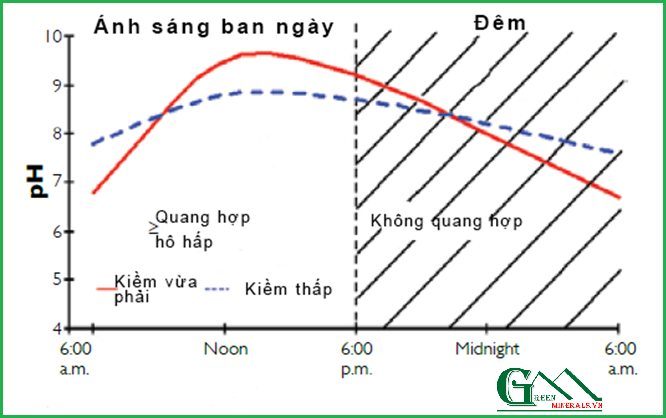 Ánh sáng ban ngày
Đêm
10
9
8
7
6
5
4
pH
≥
Quang hợp
hô hấp
Không quang hợp
Kiềm vừa
phải
Kiềm thấp
6:00
a.m.
Noon
6:00
p.m.
Midnight
6:00
a.m.
GREEN
MINERALS.VN